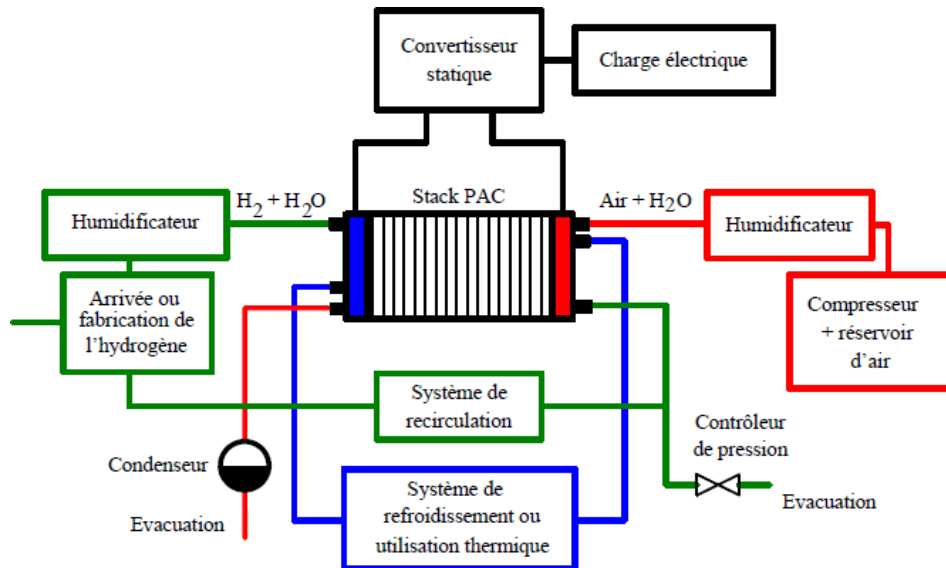 Convertisseur
statique
Charge électrique
H₂ + H₂O
Stack PAC
Air + H₂O
Humidificateur
Humidificateur
Arrivée ou
fabrication de
l’hydrogène
Compresseur
+ réservoir
d’air
Système de
recirculation
Contrôleur
de pression
Condenseur
Système de
refroidissement ou
utilisation thermique
Evacuation
Evacuation